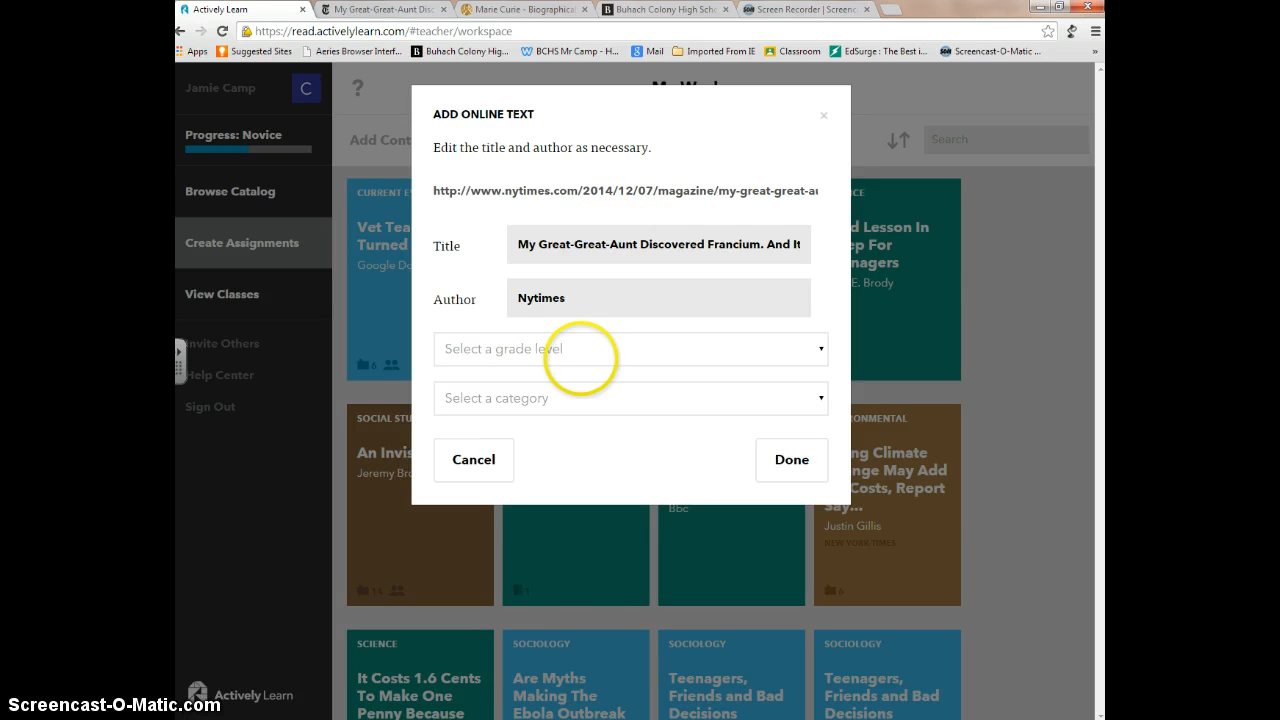 Actively Learn
My Great-Great-Aunt Disc
Marie Curie - Biographical
Buhach Colony High Sch
Screen Recorder | Screenc
https://read.activelylearn.com/#teacher/workspace
Apps
Suggested Sites
Aeries Browser Interf...
Buhach Colony Hig...
BCHS Mr Camp - H...
Mail
Imported From IE
Classroom
EdSurge : The Best i...
Screencast-O-Matic ...
»
Jamie Camp
C
?
Progress: Novice
Add Cont
Search
Browse Catalog
Create Assignments
View Classes
Invite Others
Help Center
Sign Out
Actively Learn
ADD ONLINE TEXT
×
Edit the title and author as necessary.
http://www.nytimes.com/2014/12/07/magazine/my-great-great-au
Title
My Great-Great-Aunt Discovered Francium. And It
Author
Nytimes
Select a grade level
Select a category
Cancel
Done
CURRENT E
Vet Tea
Turned
Google Do
6
Lesson In
p For
nagers
E. Brody
SOCIAL STU
An Invis
Jeremy Bro
Bbc
NMENTAL
ng Climate
nge May Add
Costs, Report
Say...
Justin Gillis
NEW YORK TIMES
6
SCIENCE
It Costs 1.6 Cents
To Make One
Penny Because
SOCIOLOGY
Are Myths
Making The
Ebola Outbreak
SOCIOLOGY
Teenagers,
Friends and Bad
Decisions
SOCIOLOGY
Teenagers,
Friends and Bad
Decisions
Screencast-O-Matic.com